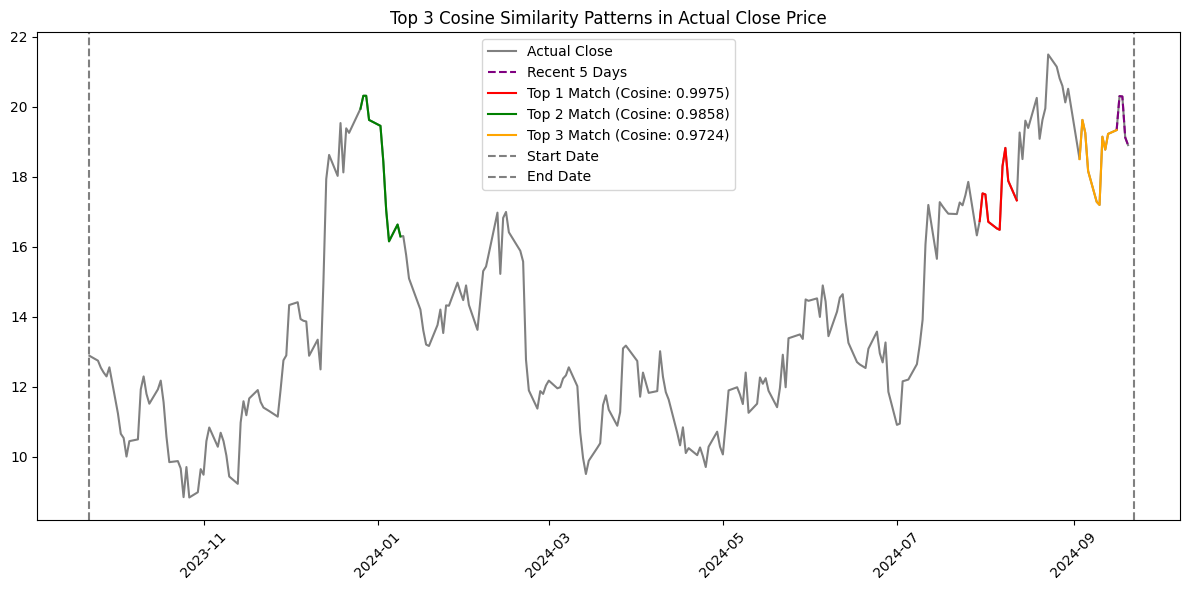 Top 3 Cosine Similarity Patterns in Actual Close Price
22
20
18
16
14
12
10
Actual Close
Recent 5 Days
Top 1 Match (Cosine: 0.9975)
Top 2 Match (Cosine: 0.9858)
Top 3 Match (Cosine: 0.9724)
Start Date
End Date
2023-11
2024-01
2024-03
2024-05
2024-07
2024-09